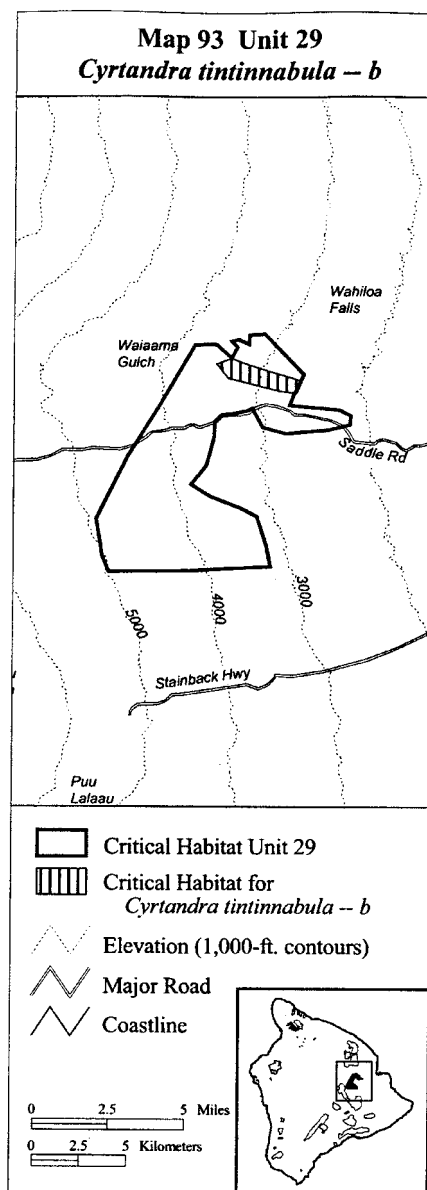 Map 93 Unit 29
Cyrtandra tintinnabula -- b
Wahiloa
Falls
Waiaama
Gulch
Saddle Rd
5000
4000
3000
Stainback Hwy
Puu
Lalaau
Critical Habitat Unit 29
Critical Habitat for
Cyrtandra tintinnabula -- b
Elevation (1,000-ft. contours)
Major Road
Coastline
0 2.5 5 Miles
0 2.5 5 Kilometers